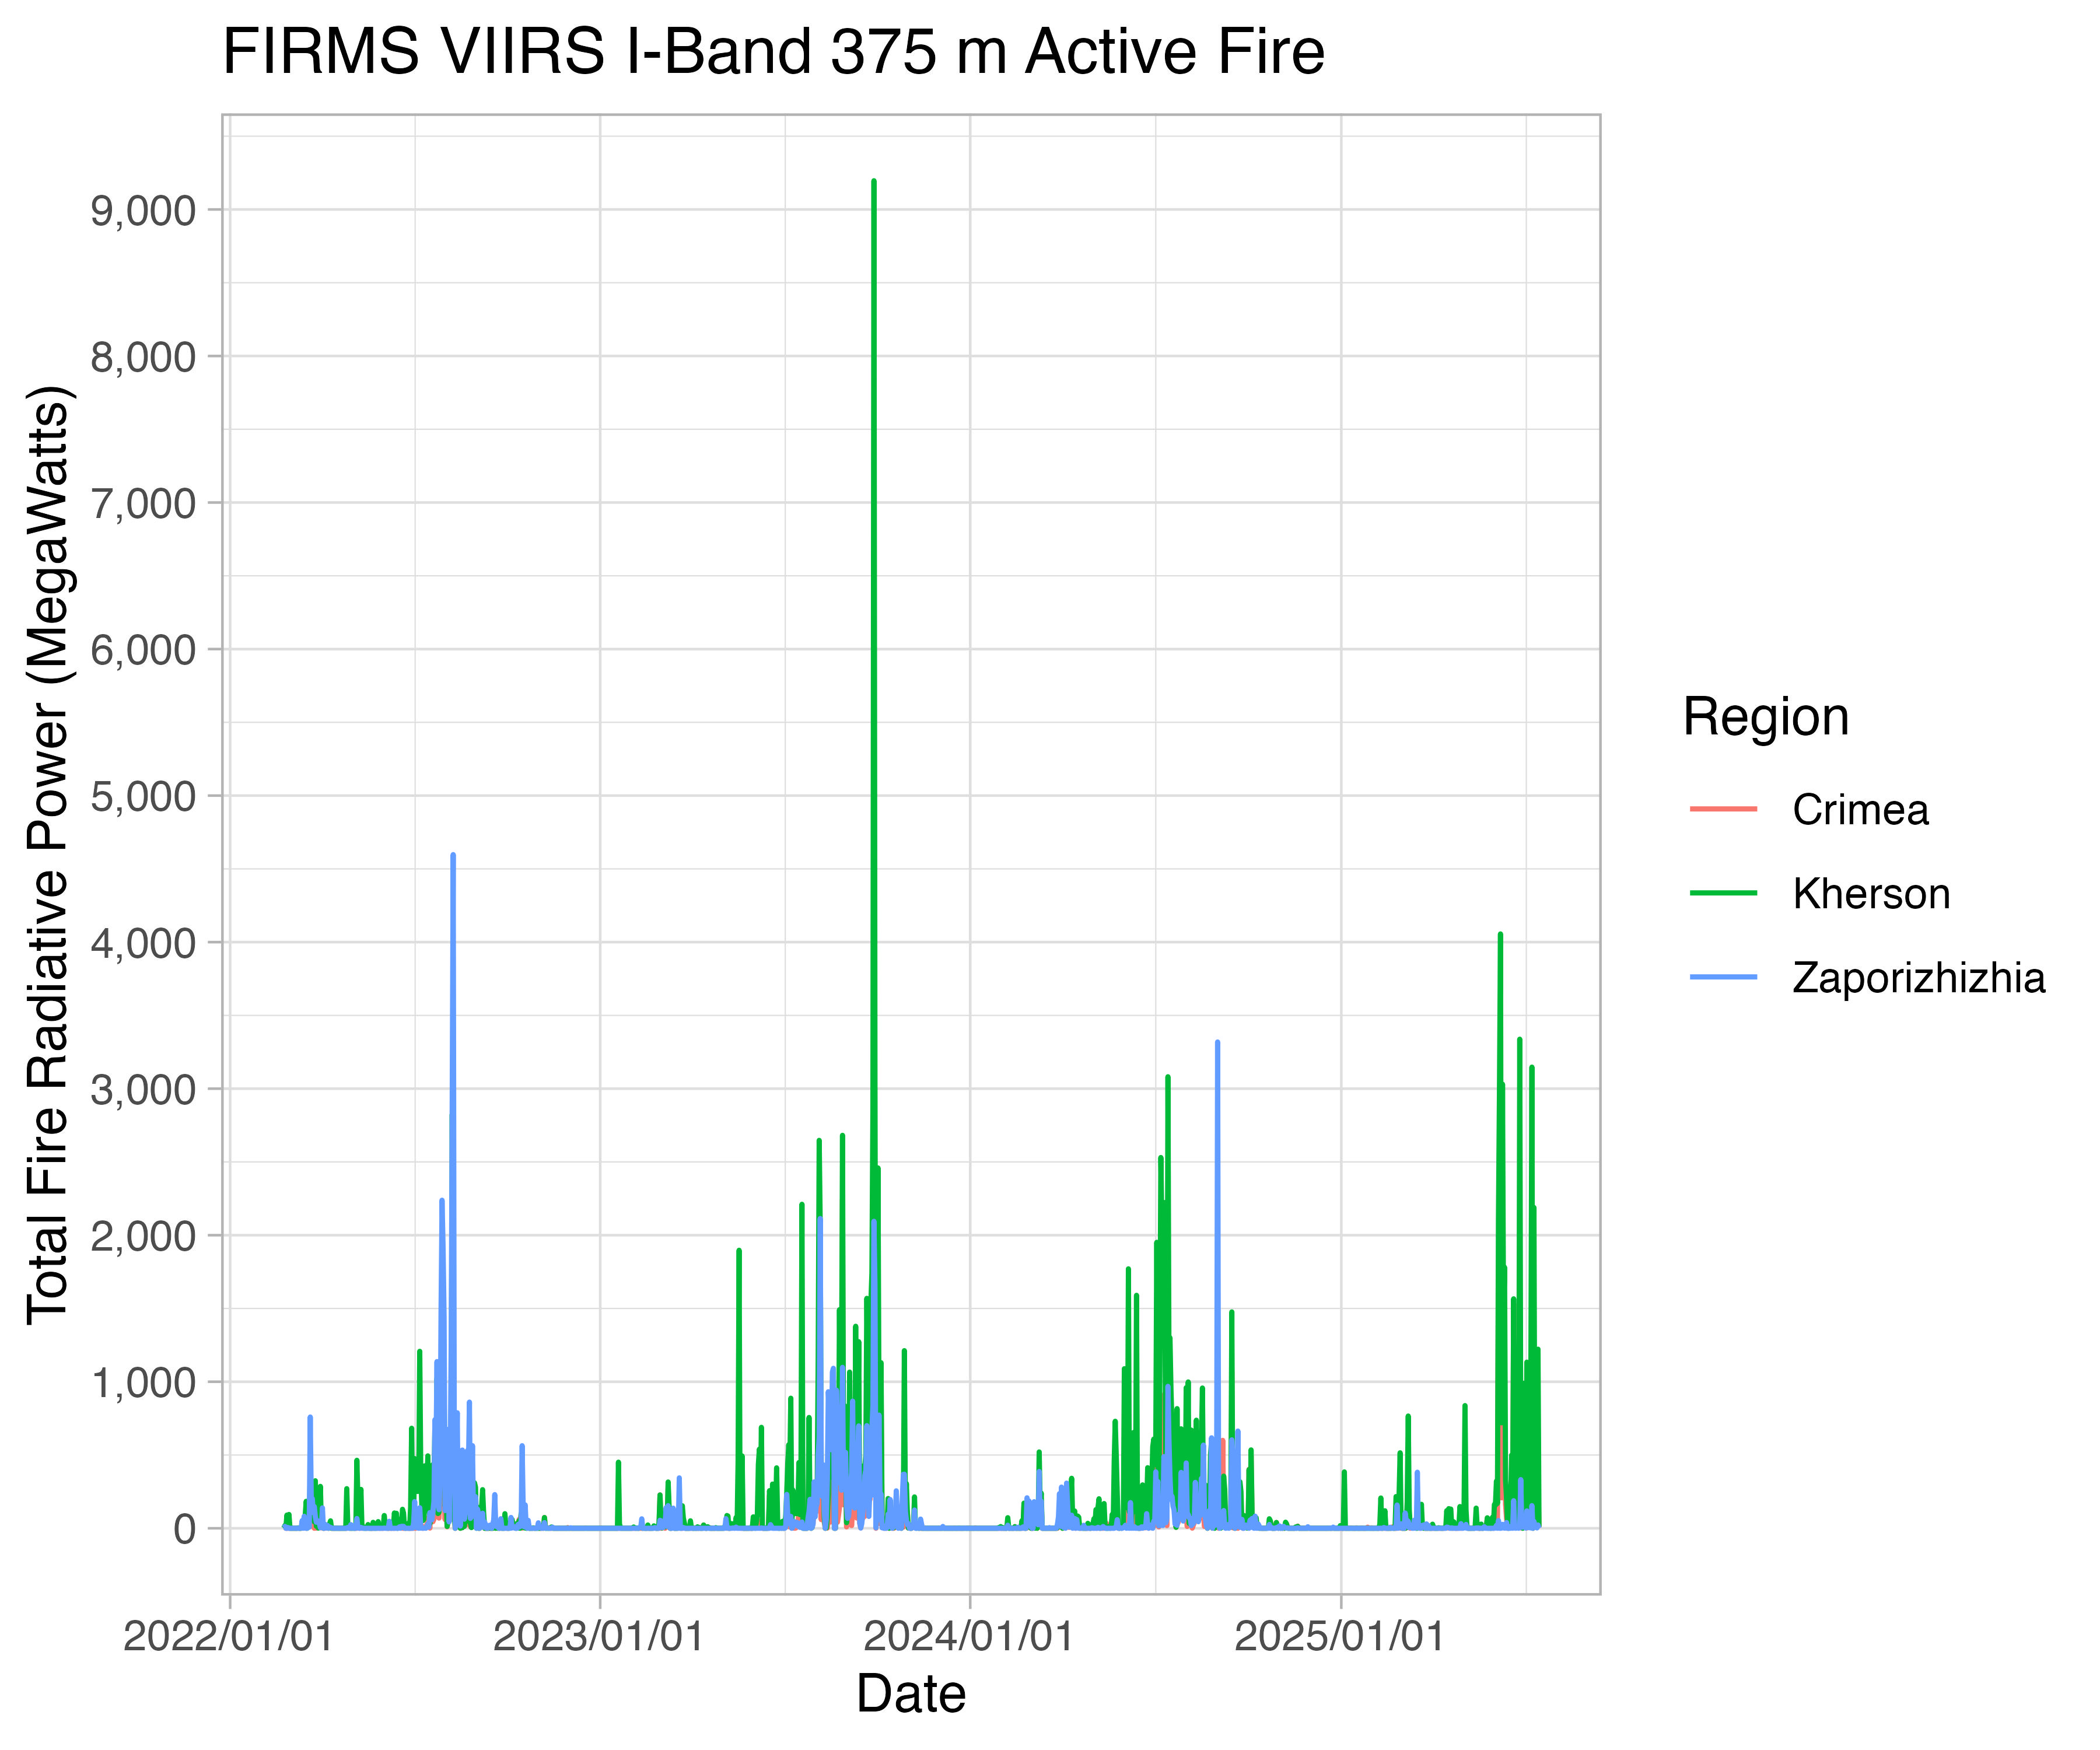 FIRMS VIIRS I-Band 375 m Active Fire
Total Fire Radiative Power (MegaWatts)
9,000
8,000
7,000
6,000
5,000
4,000
3,000
2,000
1,000
0
2022/01/01
2023/01/01
2024/01/01
2025/01/01
Date
Region
Crimea
Kherson
Zaporizhizhia